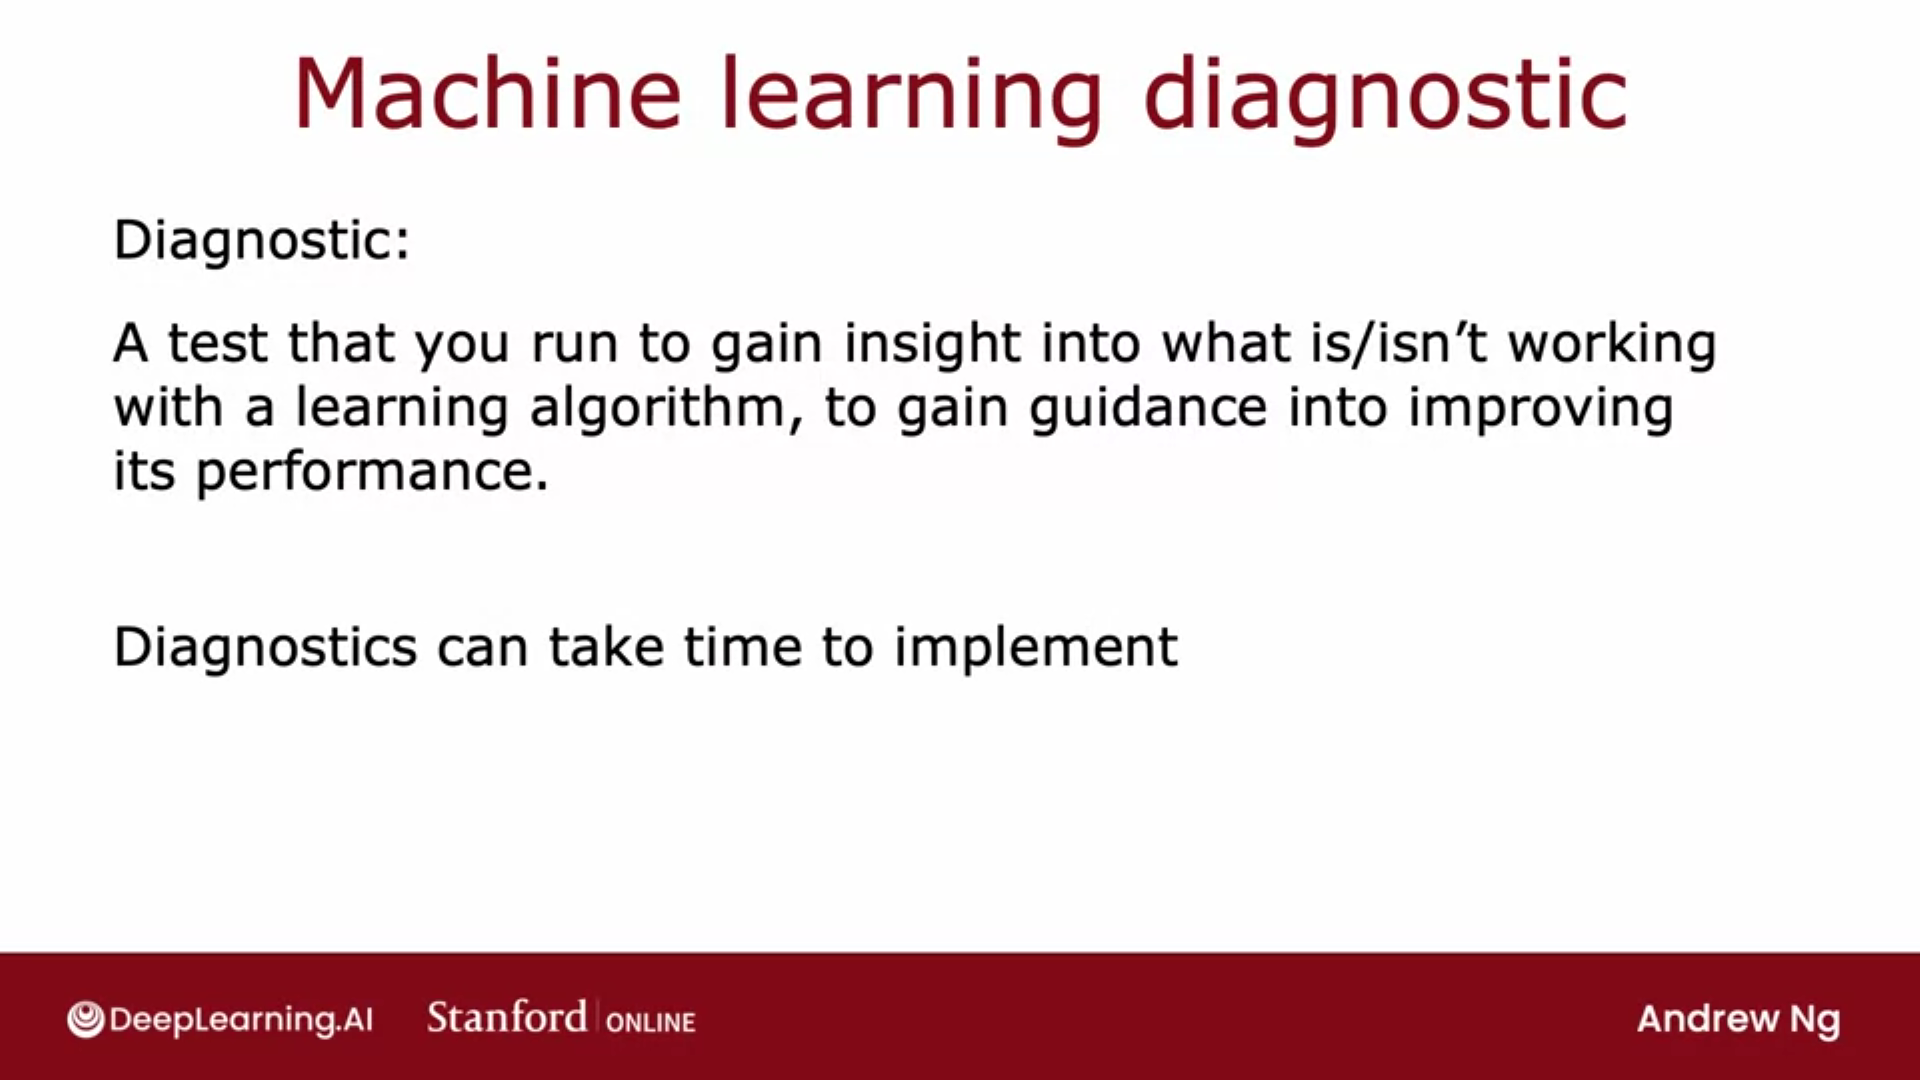 Machine learning diagnostic
Diagnostic:
A test that you run to gain insight into what is/isn’t working
with a learning algorithm, to gain guidance into improving
its performance.
Diagnostics can take time to implement
DeepLearning.AI Stanford ONLINE Andrew Ng